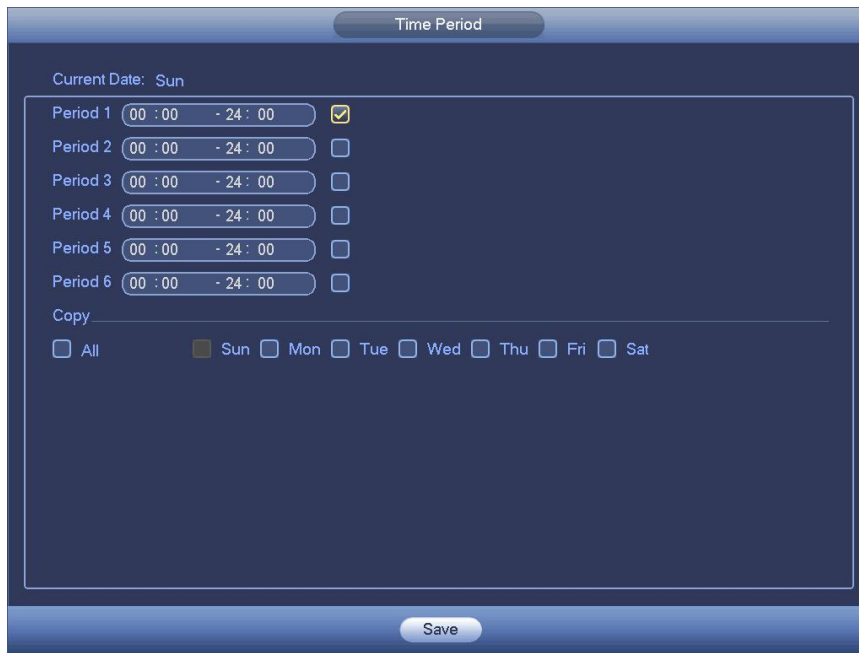 Time Period
Current Date: Sun
Period 1 00 :00 - 24 : 00
Period 2 00 :00 - 24 : 00
Period 3 00 :00 - 24 : 00
Period 4 00 :00 - 24 : 00
Period 5 00 :00 - 24 : 00
Period 6 00 :00 - 24 : 00
Copy
All Sun Mon Tue Wed Thu Fri Sat
Save